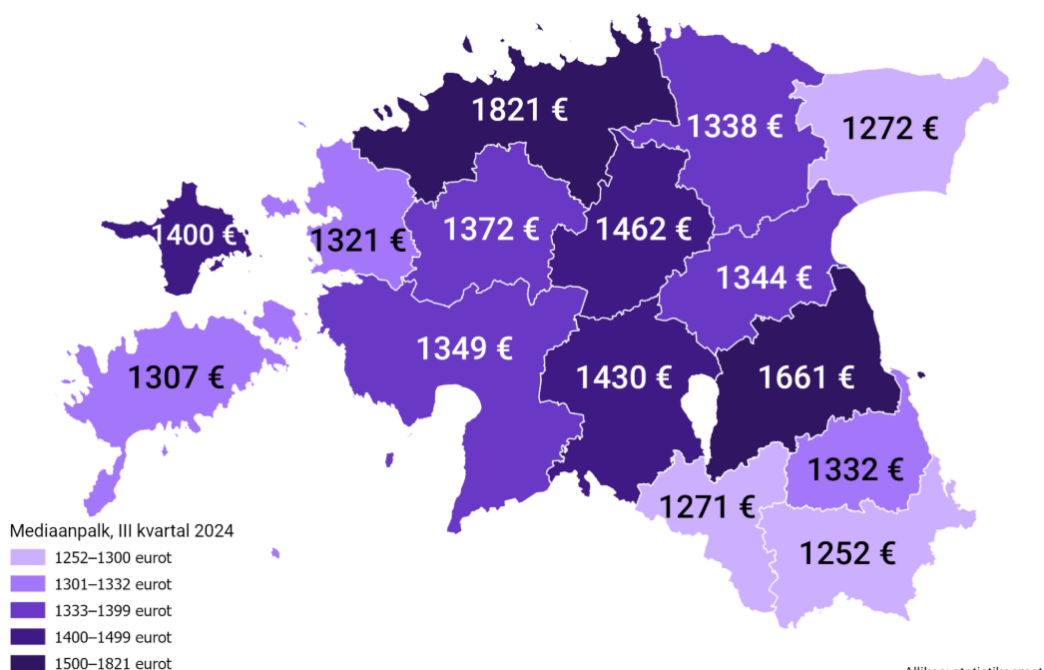 1821 €
1338 €
1272 €
1400 €
1321 €
1372 €
1462 €
1344 €
1349 €
1307 €
1430 €
1661 €
1332 €
1271 €
1252 €
Mediaanpalk, III kvartal 2024
1252–1300 eurot
1301–1332 eurot
1333–1399 eurot
1400–1499 eurot
1500–1821 eurot